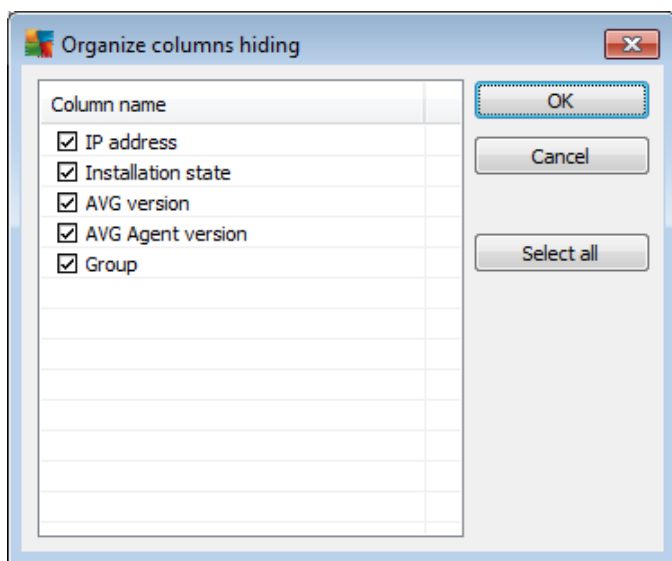 Organize columns hiding
Column name
IP address
Installation state
AVG version
AVG Agent version
Group
OK
Cancel
Select all